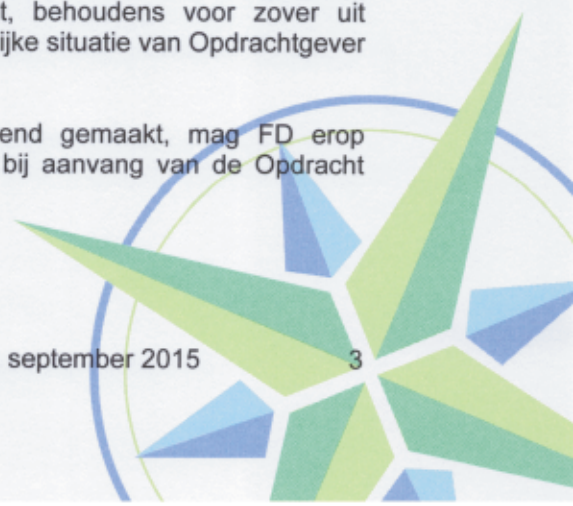 t, behoudens voor zover uit
ijke situatie van Opdrachtgever
end gemaakt, mag FD erop
bij aanvang van de Opdracht
september 2015 3